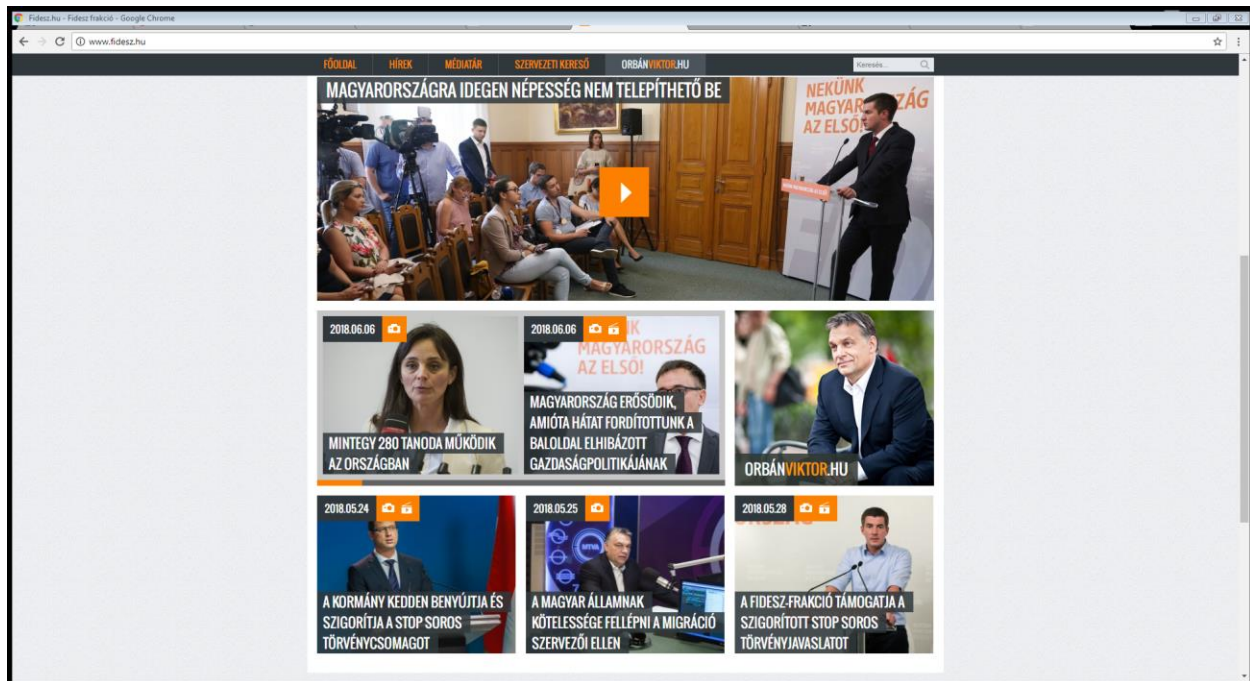 Fidesz.hu - Fidesz frakció - Google Chrome
www.fidesz.hu
FŐOLDAL HÍREK MÉDIATÁR SZERVEZETI KERESŐ ORBÁNVIKTOR.HU Keresés...
MAGYARORSZÁGRA IDEGEN NÉPESSÉG NEM TELEPÍTHETŐ BE
NEKÜNK
MAGYAR ZÁG
AZ ELSŐ!
2018.06.06
MINTEGY 280 TANODA MŰKÖDIK
AZ ORSZÁGBAN
2018.06.06
NK
MAGYARORSZÁG
AZ ELSŐ!
MAGYARORSZÁG ERŐSÖDIK,
AMIÓTA HÁTAT FORDÍTOTTUNK A
BALOLDAL ELHIBÁZOTT
GAZDASÁGPOLITIKÁJÁNAK
ORBÁNVIKTOR.HU
2018.05.24
A KORMÁNY KEDDEN BENYÚJTJA ÉS
SZIGORÍTJA A STOP SOROS
TÖRVÉNYCSOMAGOT
2018.05.25
MTVA
A MAGYAR ÁLLAMNAK
KÖTELESSÉGE FELLÉPNI A MIGRÁCIÓ
SZERVEZŐI ELLEN
2018.05.28
A FIDESZ-FRAKCIÓ TÁMOGATJA A
SZIGORÍTOTT STOP SOROS
TÖRVÉNYJAVASLATOT